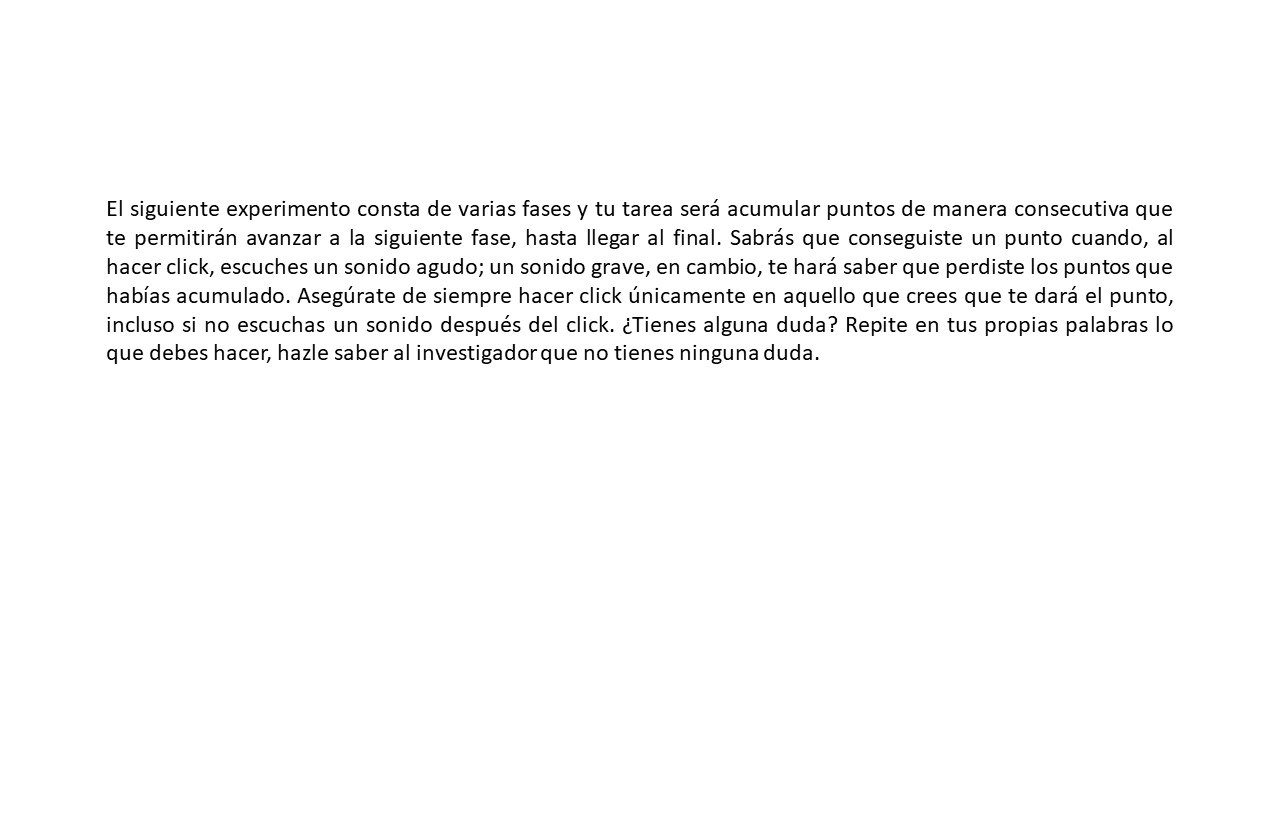 El siguiente experimento consta de varias fases y tu tarea será acumular puntos de manera consecutiva que
te permitirán avanzar a la siguiente fase, hasta llegar al final. Sabrás que conseguiste un punto cuando, al
hacer click, escuches un sonido agudo; un sonido grave, en cambio, te hará saber que perdiste los puntos que
habías acumulado. Asegúrate de siempre hacer click únicamente en aquello que crees que te dará el punto,
incluso si no escuchas un sonido después del click. ¿Tienes alguna duda? Repite en tus propias palabras lo
que debes hacer, hazle saber al investigador que no tienes ninguna duda.